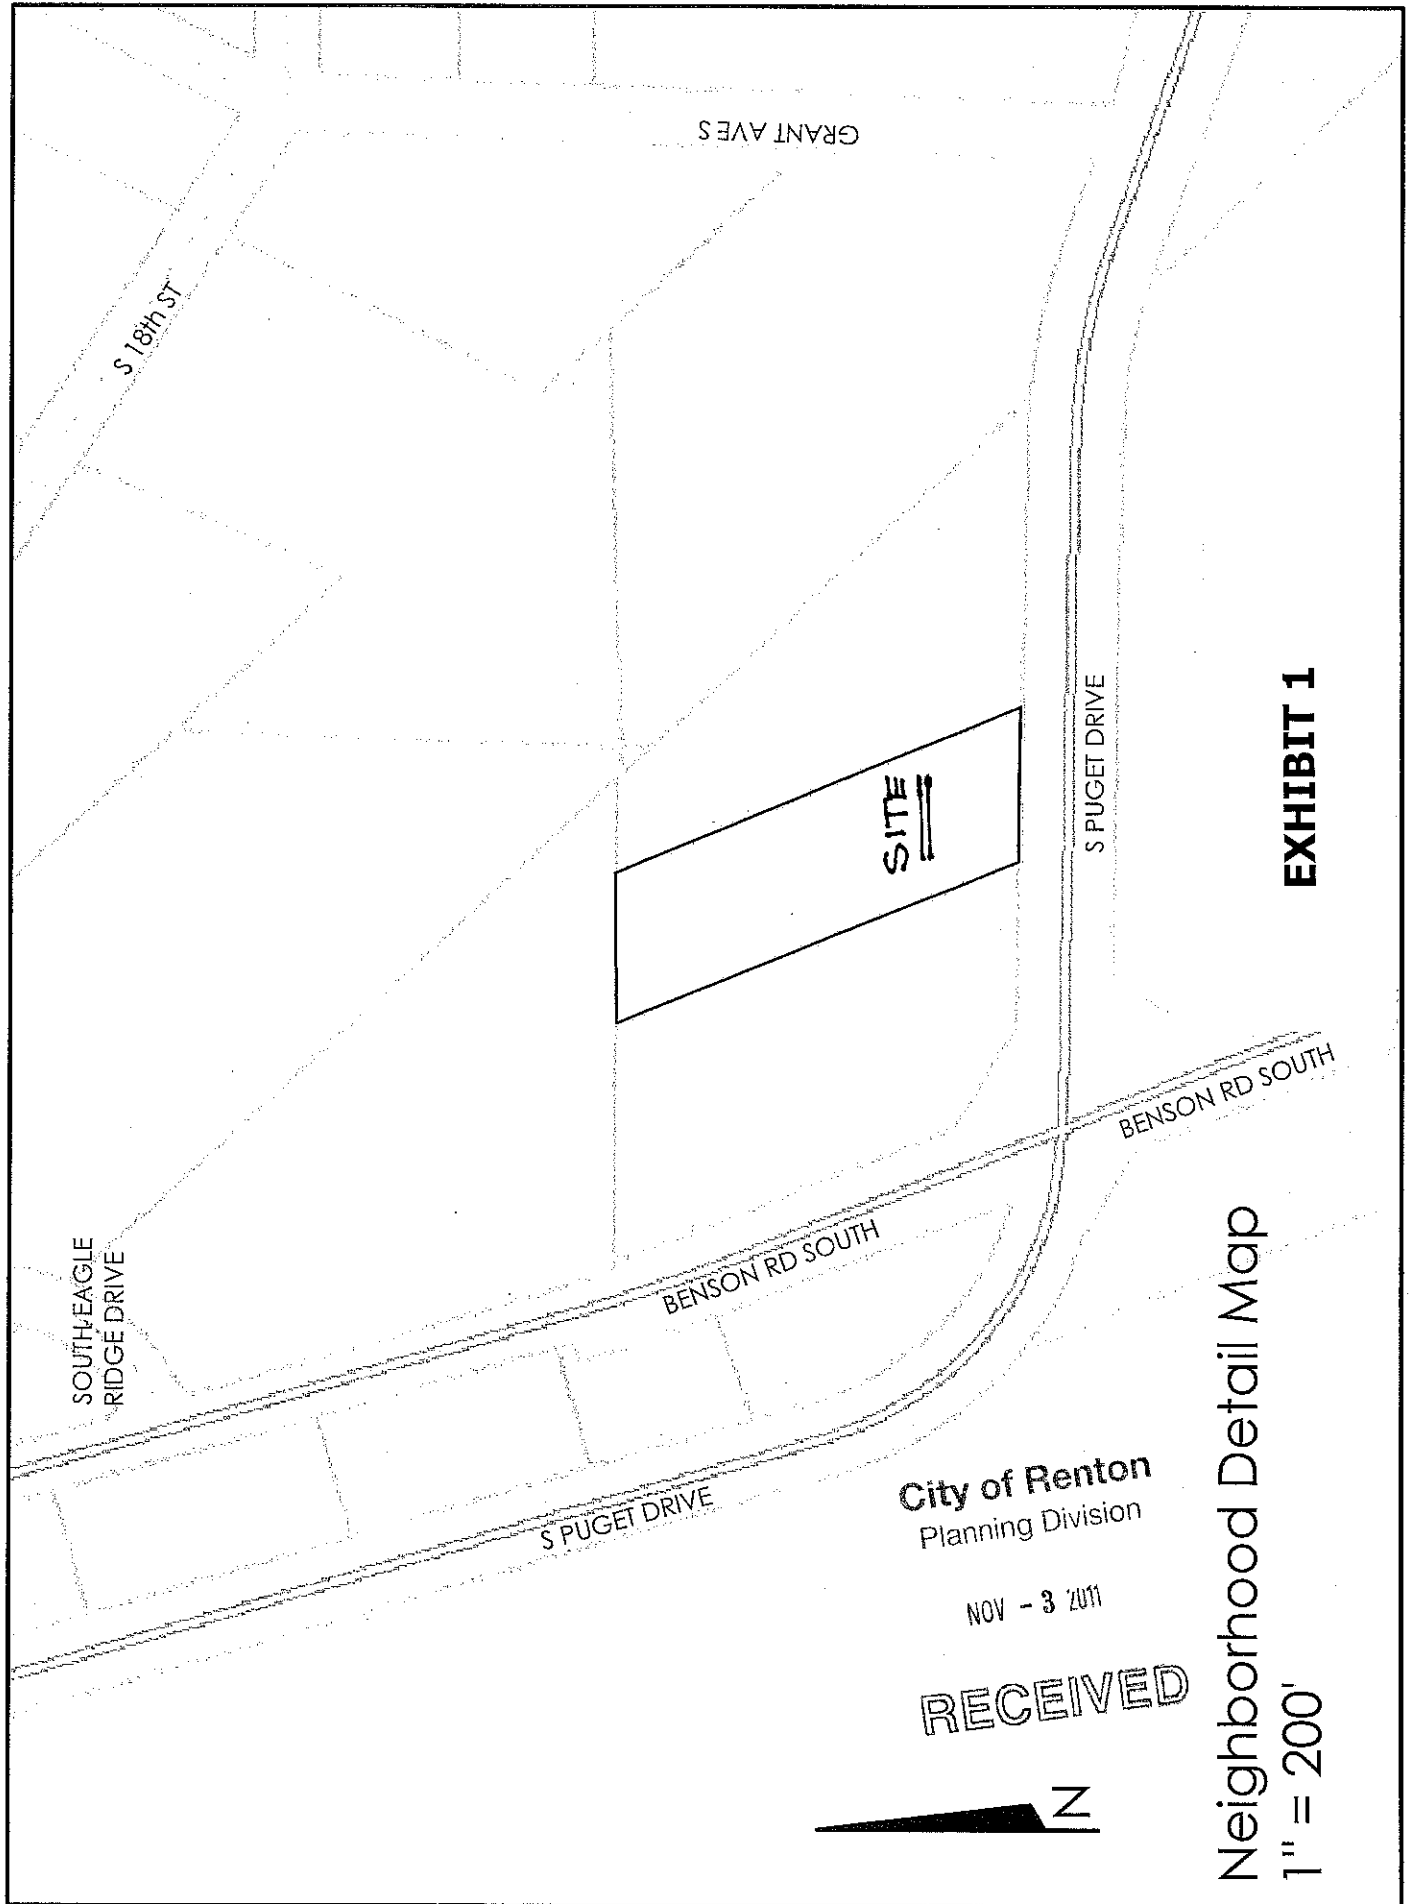 GRANT AVE S
S 18th ST
SOUTH EAGLE
RIDGE DRIVE
SITE
S PUGET DRIVE
BENSON RD SOUTH
BENSON RD SOUTH
S PUGET DRIVE
EXHIBIT 1
City of Renton
Planning Division
NOV - 3 2011
RECEIVED
N
Neighborhood Detail Map
1" = 200'